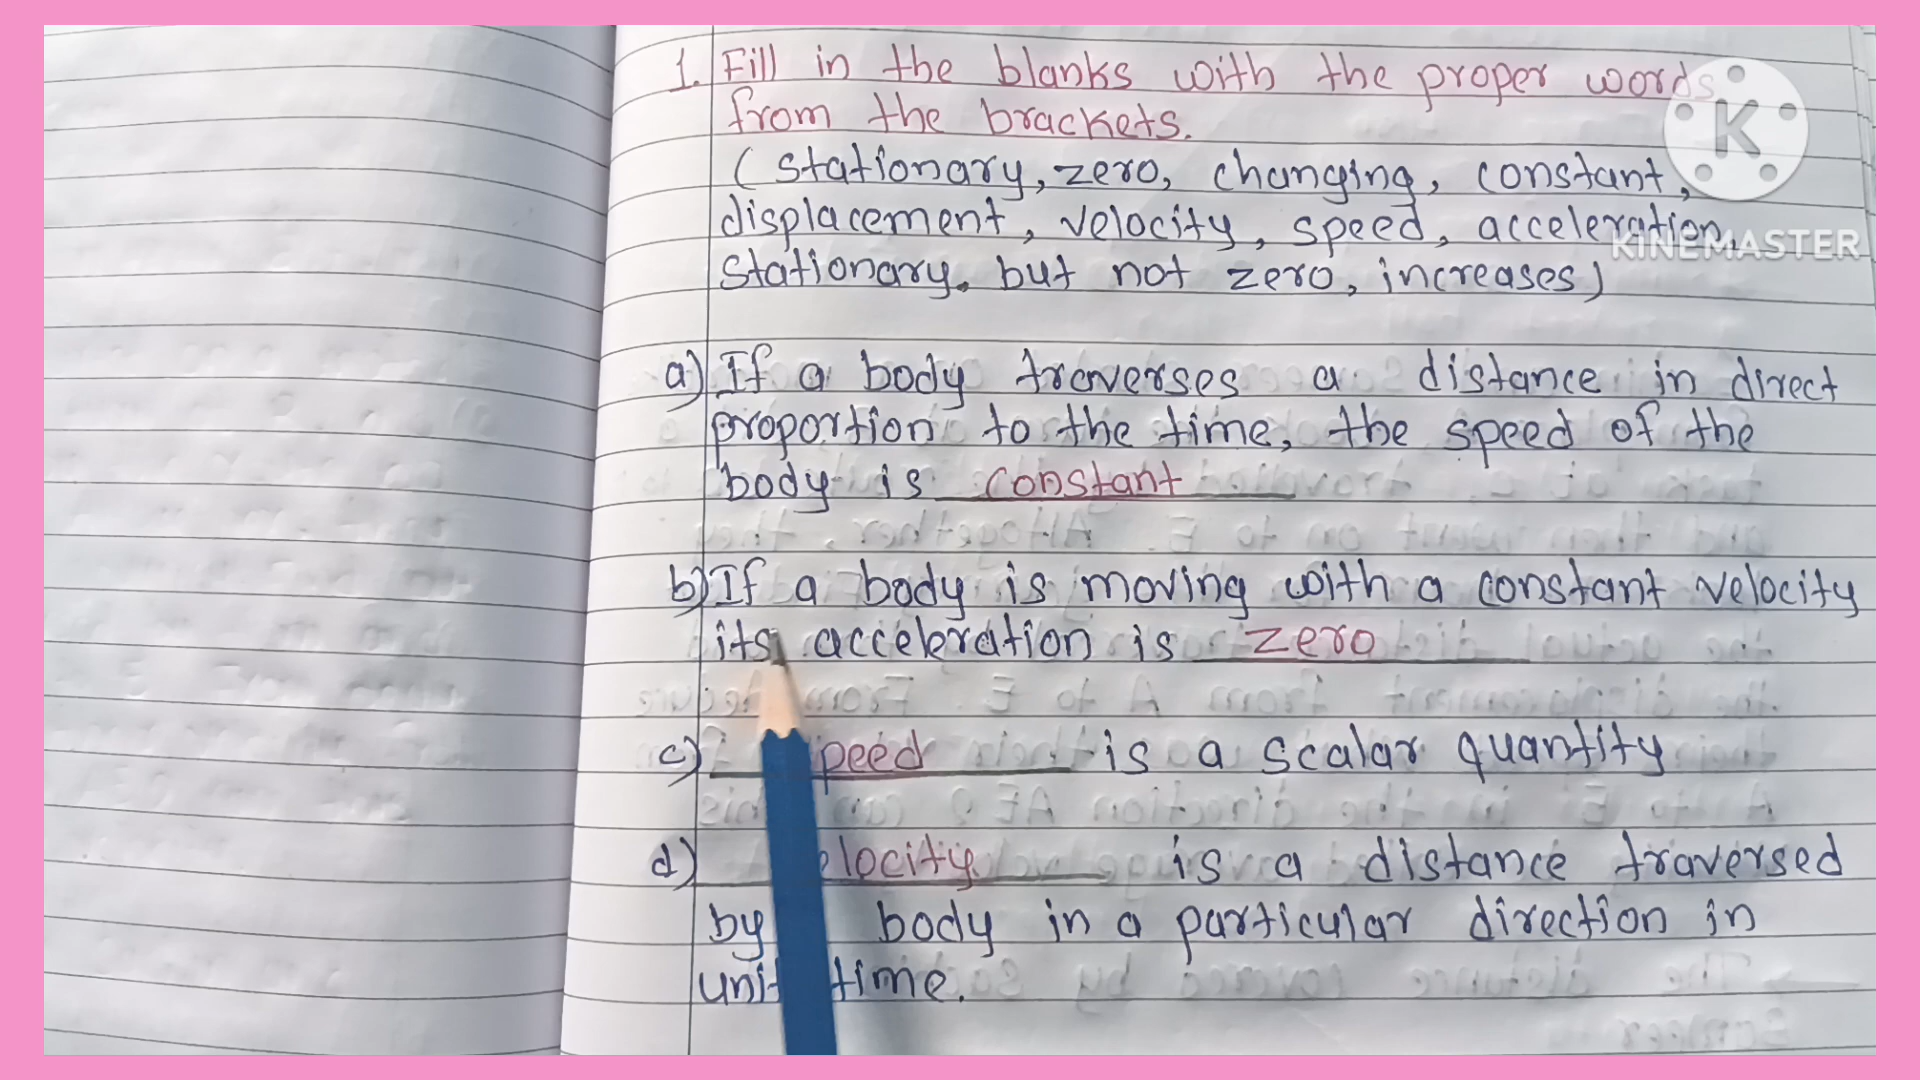 1. Fill in the blanks with the proper words
from the brackets.
(stationary, zero, changing, constant,
displacement, velocity, speed, acceleration,
stationary. but not zero, increases)
a) If a body traverses a distance in direct
proportion to the time, the speed of the
body is constant
b) If a body is moving with a constant velocity
its acceleration is zero
c) peed is a scalar quantity
d) elocity is a distance traversed
by body in a particular direction in
unit time.
K
KINEMASTER